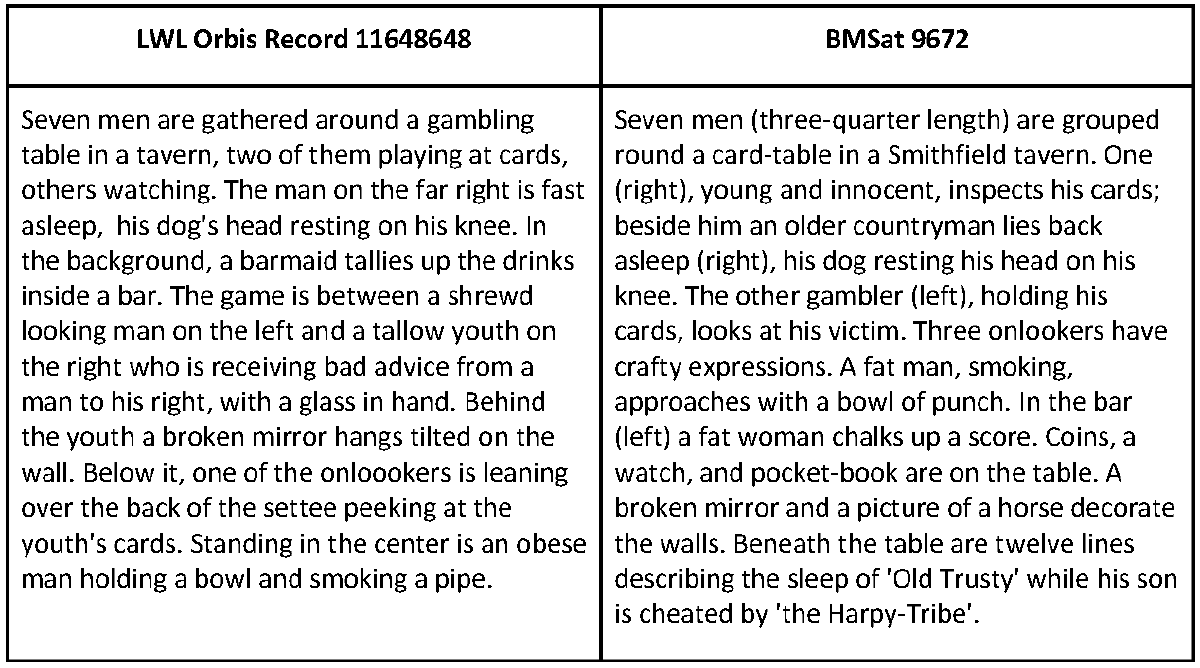 LWL Orbis Record 11648648
BMSat 9672
Seven men are gathered around a gambling
table in a tavern, two of them playing at cards,
others watching. The man on the far right is fast
asleep,  his dog's head resting on his knee. In
the background, a barmaid tallies up the drinks
inside a bar. The game is between a shrewd
looking man on the left and a tallow youth on
the right who is receiving bad advice from a
man to his right, with a glass in hand. Behind
the youth a broken mirror hangs tilted on the
wall. Below it, one of the onloookers is leaning
over the back of the settee peeking at the
youth's cards. Standing in the center is an obese
man holding a bowl and smoking a pipe.
Seven men (three-quarter length) are grouped
round a card-table in a Smithfield tavern. One
(right), young and innocent, inspects his cards;
beside him an older countryman lies back
asleep (right), his dog resting his head on his
knee. The other gambler (left), holding his
cards, looks at his victim. Three onlookers have
crafty expressions. A fat man, smoking,
approaches with a bowl of punch. In the bar
(left) a fat woman chalks up a score. Coins, a
watch, and pocket-book are on the table. A
broken mirror and a picture of a horse decorate
the walls. Beneath the table are twelve lines
describing the sleep of 'Old Trusty' while his son
is cheated by 'the Harpy-Tribe'.